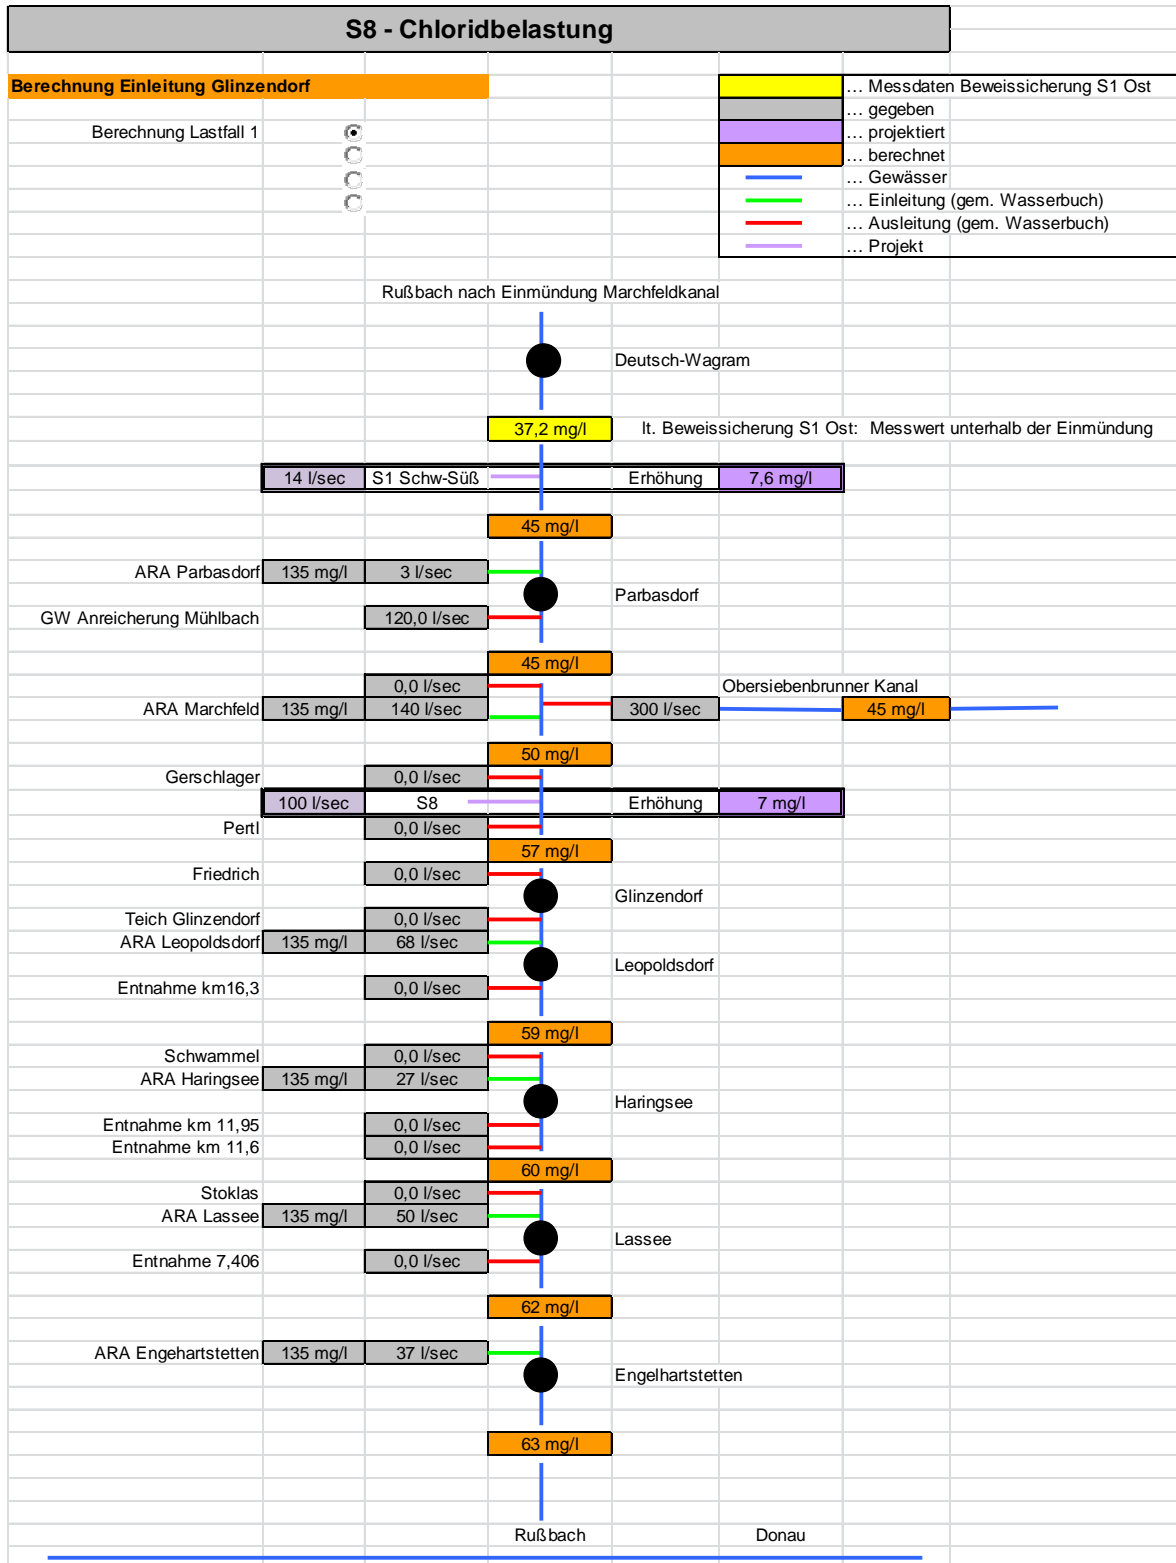 S8 - Chloridbelastung
Berechnung Einleitung Glinzendorf
... Messdaten Beweissicherung S1 Ost
... gegeben
Berechnung Lastfall 1
... projektiert
... berechnet
... Gewässer
... Einleitung (gem. Wasserbuch)
... Ausleitung (gem. Wasserbuch)
... Projekt
Rußbach nach Einmündung Marchfeldkanal
Deutsch-Wagram
37,2 mg/l lt. Beweissicherung S1 Ost: Messwert unterhalb der Einmündung
14 l/sec S1 Schw-Süß Erhöhung 7,6 mg/l
45 mg/l
ARA Parbasdorf 135 mg/l 3 l/sec
Parbasdorf
GW Anreicherung Mühlbach 120,0 l/sec
45 mg/l
0,0 l/sec Obersiebenbrunner Kanal
ARA Marchfeld 135 mg/l 140 l/sec 300 l/sec 45 mg/l
50 mg/l
Gerschlager 0,0 l/sec
100 l/sec S8 Erhöhung 7 mg/l
Pertl 0,0 l/sec
57 mg/l
Friedrich 0,0 l/sec
Glinzendorf
Teich Glinzendorf 0,0 l/sec
ARA Leopoldsdorf 135 mg/l 68 l/sec
Leopoldsdorf
Entnahme km16,3 0,0 l/sec
59 mg/l
Schwammel 0,0 l/sec
ARA Haringsee 135 mg/l 27 l/sec
Haringsee
Entnahme km 11,95 0,0 l/sec
Entnahme km 11,6 0,0 l/sec
60 mg/l
Stoklas 0,0 l/sec
ARA Lassee 135 mg/l 50 l/sec
Lassee
Entnahme 7,406 0,0 l/sec
62 mg/l
ARA Engehartstetten 135 mg/l 37 l/sec
Engelhartstetten
63 mg/l
Rußbach Donau